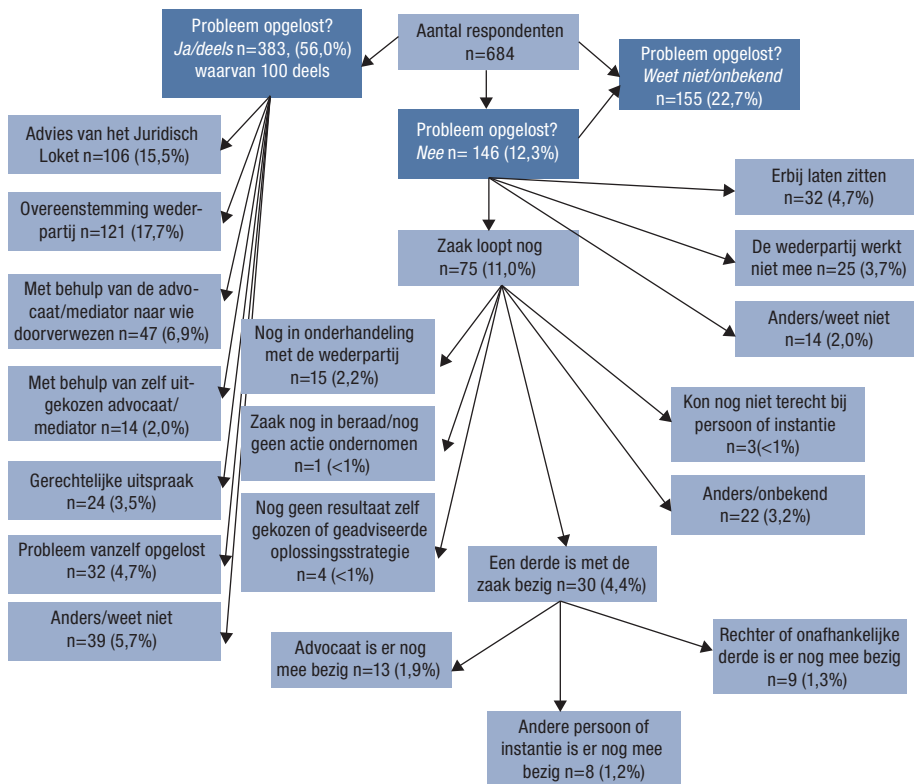 Probleem opgelost?
Ja/deels n=383, (56,0%)
waarvan 100 deels
Aantal respondenten
n=684
Probleem opgelost?
Weet niet/onbekend
n=155 (22,7%)
Probleem opgelost?
Nee n= 146 (12,3%)
Advies van het Juridisch
Loket n=106 (15,5%)
Overeenstemming weder-
partij n=121 (17,7%)
Met behulp van de advo-
caat/mediator naar wie
doorverwezen n=47 (6,9%)
Met behulp van zelf uit-
gekozen advocaat/
mediator n=14 (2,0%)
Gerechtelijke uitspraak
n=24 (3,5%)
Probleem vanzelf opgelost
n=32 (4,7%)
Anders/weet niet
n=39 (5,7%)
Erbij laten zitten
n=32 (4,7%)
De wederpartij werkt
niet mee n=25 (3,7%)
Anders/weet niet
n=14 (2,0%)
Zaak loopt nog
n=75 (11,0%)
Nog in onderhandeling
met de wederpartij
n=15 (2,2%)
Zaak nog in beraad/nog
geen actie ondernomen
n=1 (<1%)
Nog geen resultaat zelf
gekozen of geadviseerde
oplossingsstrategie
n=4 (<1%)
Kon nog niet terecht bij
persoon of instantie
n=3(<1%)
Anders/onbekend
n=22 (3,2%)
Een derde is met de
zaak bezig n=30 (4,4%)
Advocaat is er nog
mee bezig n=13 (1,9%)
Andere persoon of
instantie is er nog mee
bezig n=8 (1,2%)
Rechter of onafhankelijke
derde is er nog mee bezig
n=9 (1,3%)